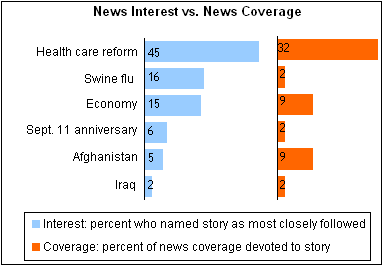 News Interest vs. News Coverage
Health care reform 45 32
Swine flu 16 2
Economy 15 9
Sept. 11 anniversary 6 2
Afghanistan 5 9
Iraq 2 2
Interest: percent who named story as most closely followed
Coverage: percent of news coverage devoted to story